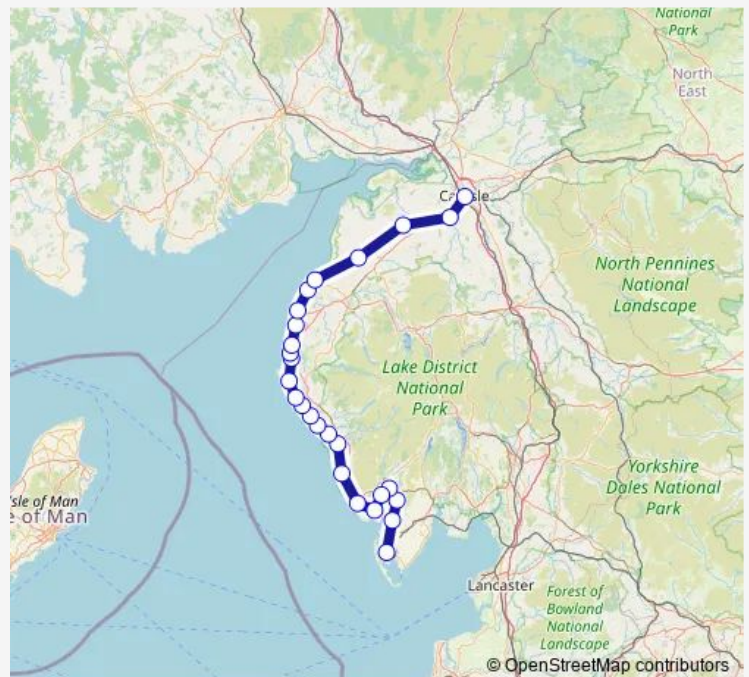 National
Park
North
East
North Pennines
National
Landscape
Lake District
National
Park
Yorkshire
Dales National
Park
Isle of Man
e of Man
Lancaster
Forest of
Bowland
National
Landscape
© OpenStreetMap contributors